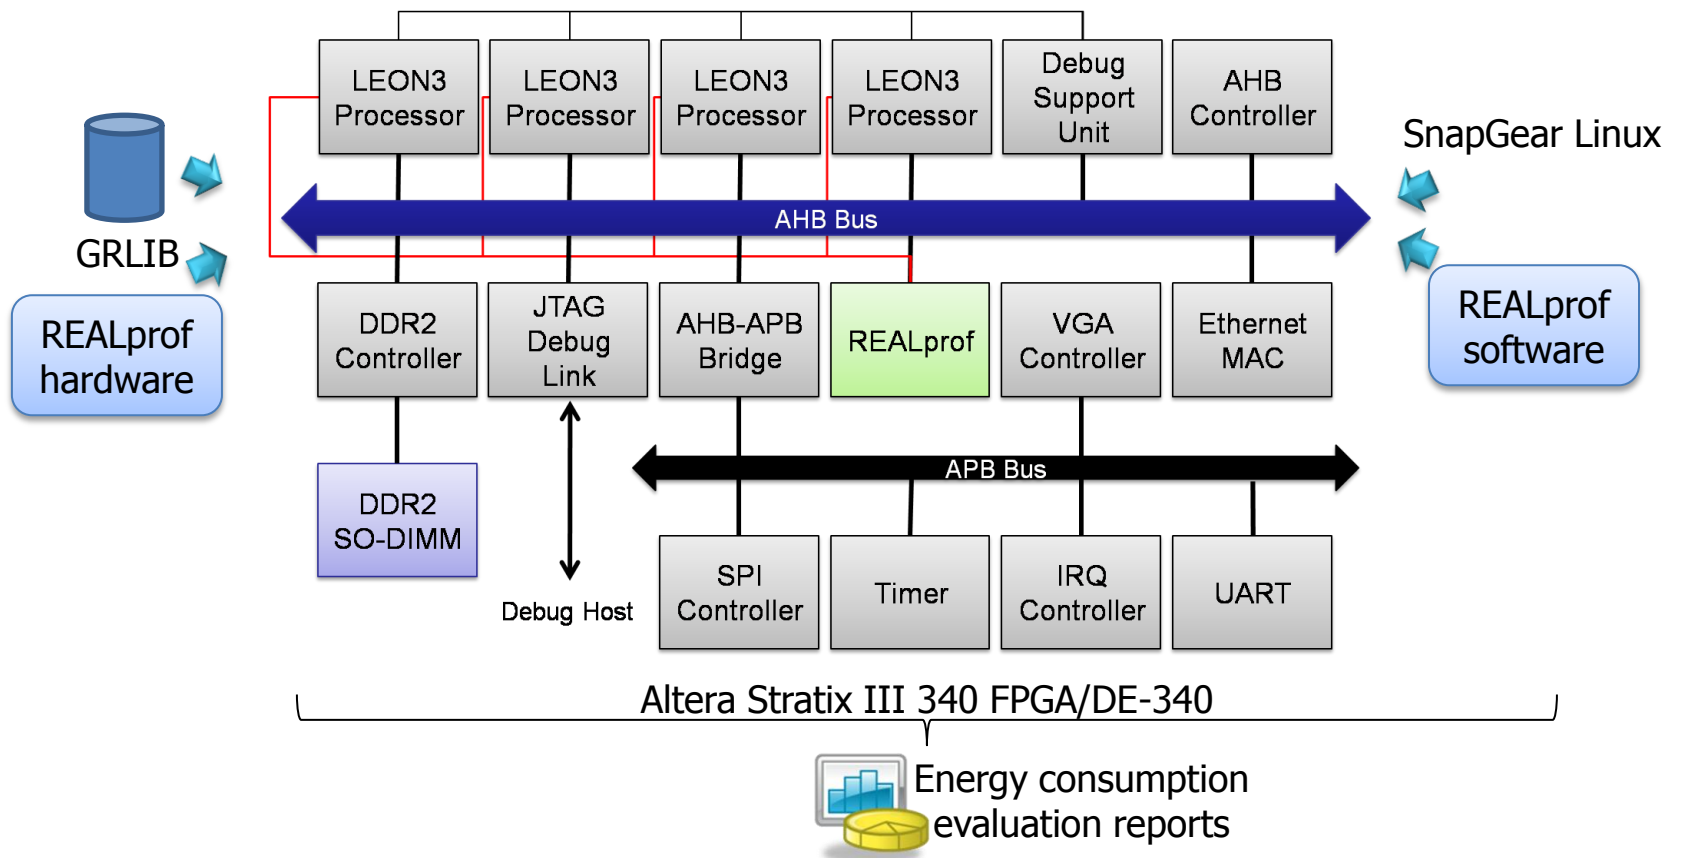 LEON3
Processor
LEON3
Processor
LEON3
Processor
LEON3
Processor
Debug
Support
Unit
AHB
Controller
SnapGear Linux
AHB Bus
GRLIB
REALprof
hardware
DDR2
Controller
JTAG
Debug
Link
AHB-APB
Bridge
REALprof
VGA
Controller
Ethernet
MAC
REALprof
software
APB Bus
DDR2
SO-DIMM
Debug Host
SPI
Controller
Timer
IRQ
Controller
UART
Altera Stratix III 340 FPGA/DE-340
Energy consumption
evaluation reports